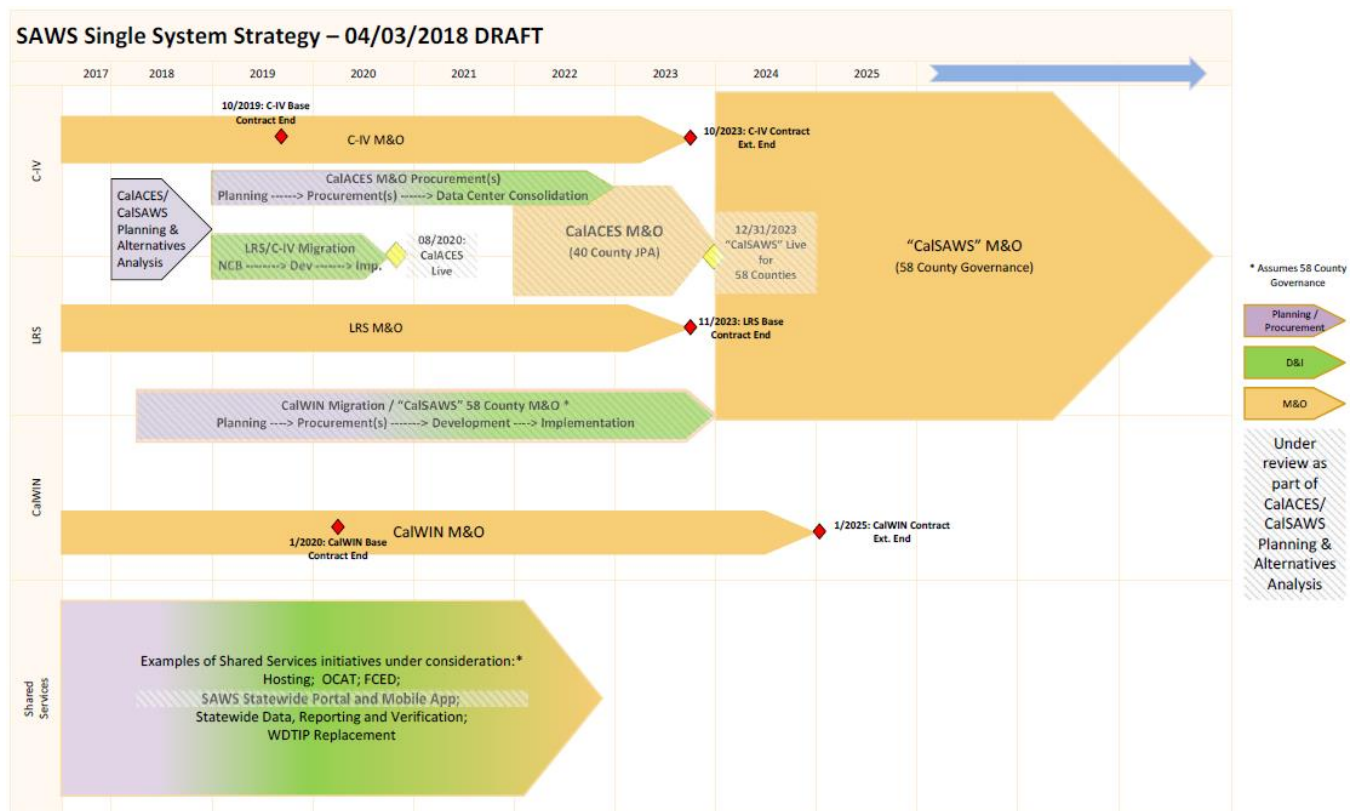 SAWS Single System Strategy – 04/03/2018 DRAFT
2017 2018 2019 2020 2021 2022 2023 2024 2025
C-IV
10/2019: C-IV Base
Contract End
C-IV M&O
10/2023: C-IV Contract
Ext. End
CalACES/
CalSAWS
Planning &
Alternatives
Analysis
CalACES M&O Procurement(s)
Planning ------> Procurement(s) ------> Data Center Consolidation
LRS/C-IV Migration
NCB --------> Dev -------> Imp.
08/2020:
CalACES
Live
CalACES M&O
(40 County JPA)
12/31/2023
"CalSAWS" Live
for
58 Counties
"CalSAWS" M&O
(58 County Governance)
LRS
LRS M&O
11/2023: LRS Base
Contract End
CalWIN Migration / "CalSAWS" 58 County M&O *
Planning ----> Procurement(s) -------> Development ----> Implementation
CalWIN
CalWIN M&O
1/2020: CalWIN Base
Contract End
1/2025: CalWIN Contract
Ext. End
Shared
Services
Examples of Shared Services initiatives under consideration:*
Hosting; OCAT; FCED;
SAWS Statewide Portal and Mobile App;
Statewide Data, Reporting and Verification;
WDTIP Replacement
* Assumes 58 County
Governance
Planning /
Procurement
D&I
M&O
Under
review as
part of
CalACES/
CalSAWS
Planning &
Alternatives
Analysis